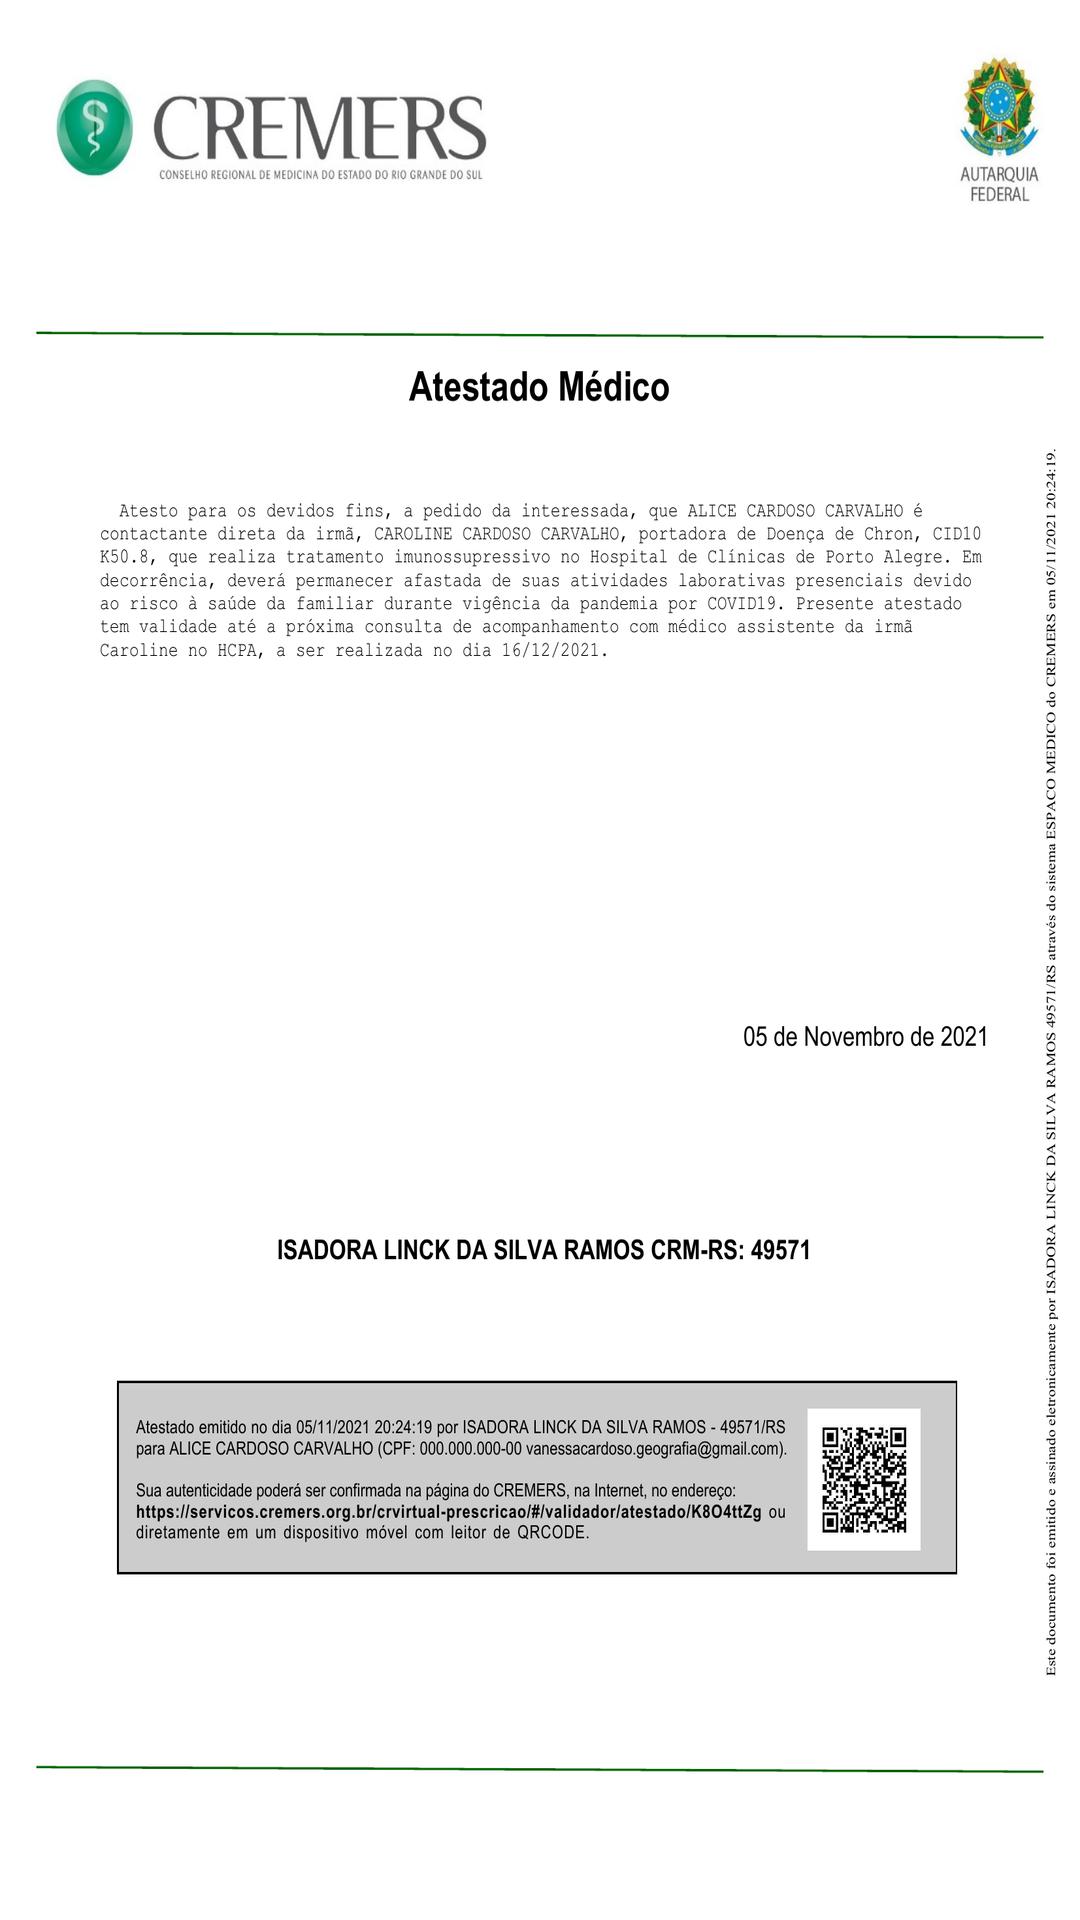 CREMERS
CONSELHO REGIONAL DE MEDICINA DO ESTADO DO RIO GRANDE DO SUL
AUTARQUIA
FEDERAL
Atestado Médico
Atesto para os devidos fins, a pedido da interessada, que ALICE CARDOSO CARVALHO é
contactante direta da irmã, CAROLINE CARDOSO CARVALHO, portadora de Doença de Chron, CID10
K50.8, que realiza tratamento imunossupressivo no Hospital de Clínicas de Porto Alegre. Em
decorrência, deverá permanecer afastada de suas atividades laborativas presenciais devido
ao risco à saúde da familiar durante vigência da pandemia por COVID19. Presente atestado
tem validade até a próxima consulta de acompanhamento com médico assistente da irmã
Caroline no HCPA, a ser realizada no dia 16/12/2021.
05 de Novembro de 2021
ISADORA LINCK DA SILVA RAMOS CRM-RS: 49571
Atestado emitido no dia 05/11/2021 20:24:19 por ISADORA LINCK DA SILVA RAMOS - 49571/RS
para ALICE CARDOSO CARVALHO (CPF: 000.000.000-00 vanessacardoso.geografia@gmail.com).
Sua autenticidade poderá ser confirmada na página do CREMERS, na Internet, no endereço:
https://servicos.cremers.org.br/crvirtual-prescricao/#/validador/atestado/K8O4ttZg ou
diretamente em um dispositivo móvel com leitor de QRCODE.
Este documento foi emitido e assinado eletronicamente por ISADORA LINCK DA SILVA RAMOS 49571/RS através do sistema ESPACO MEDICO do CREMERS em 05/11/2021 20:24:19.